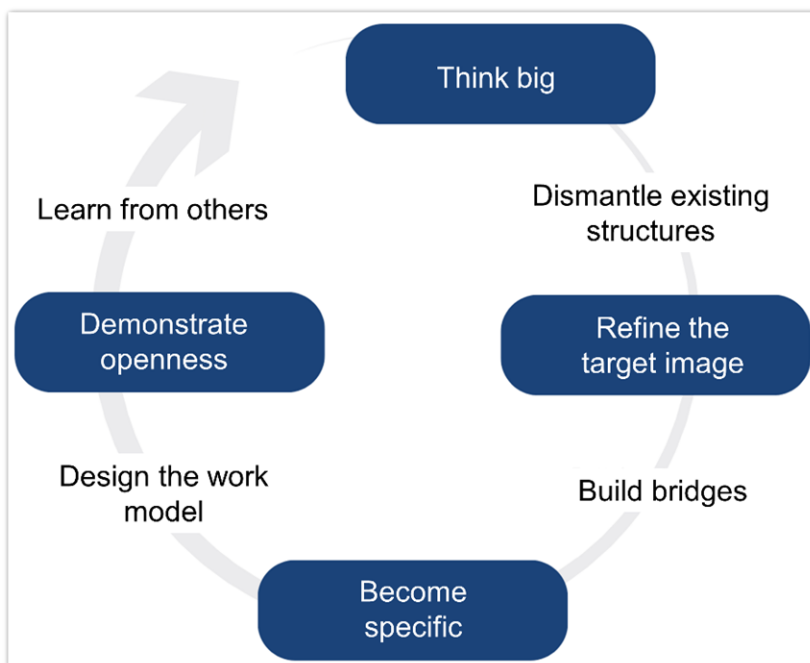 Think big
Dismantle existing
structures
Refine the
target image
Build bridges
Become
specific
Design the work
model
Demonstrate
openness
Learn from others